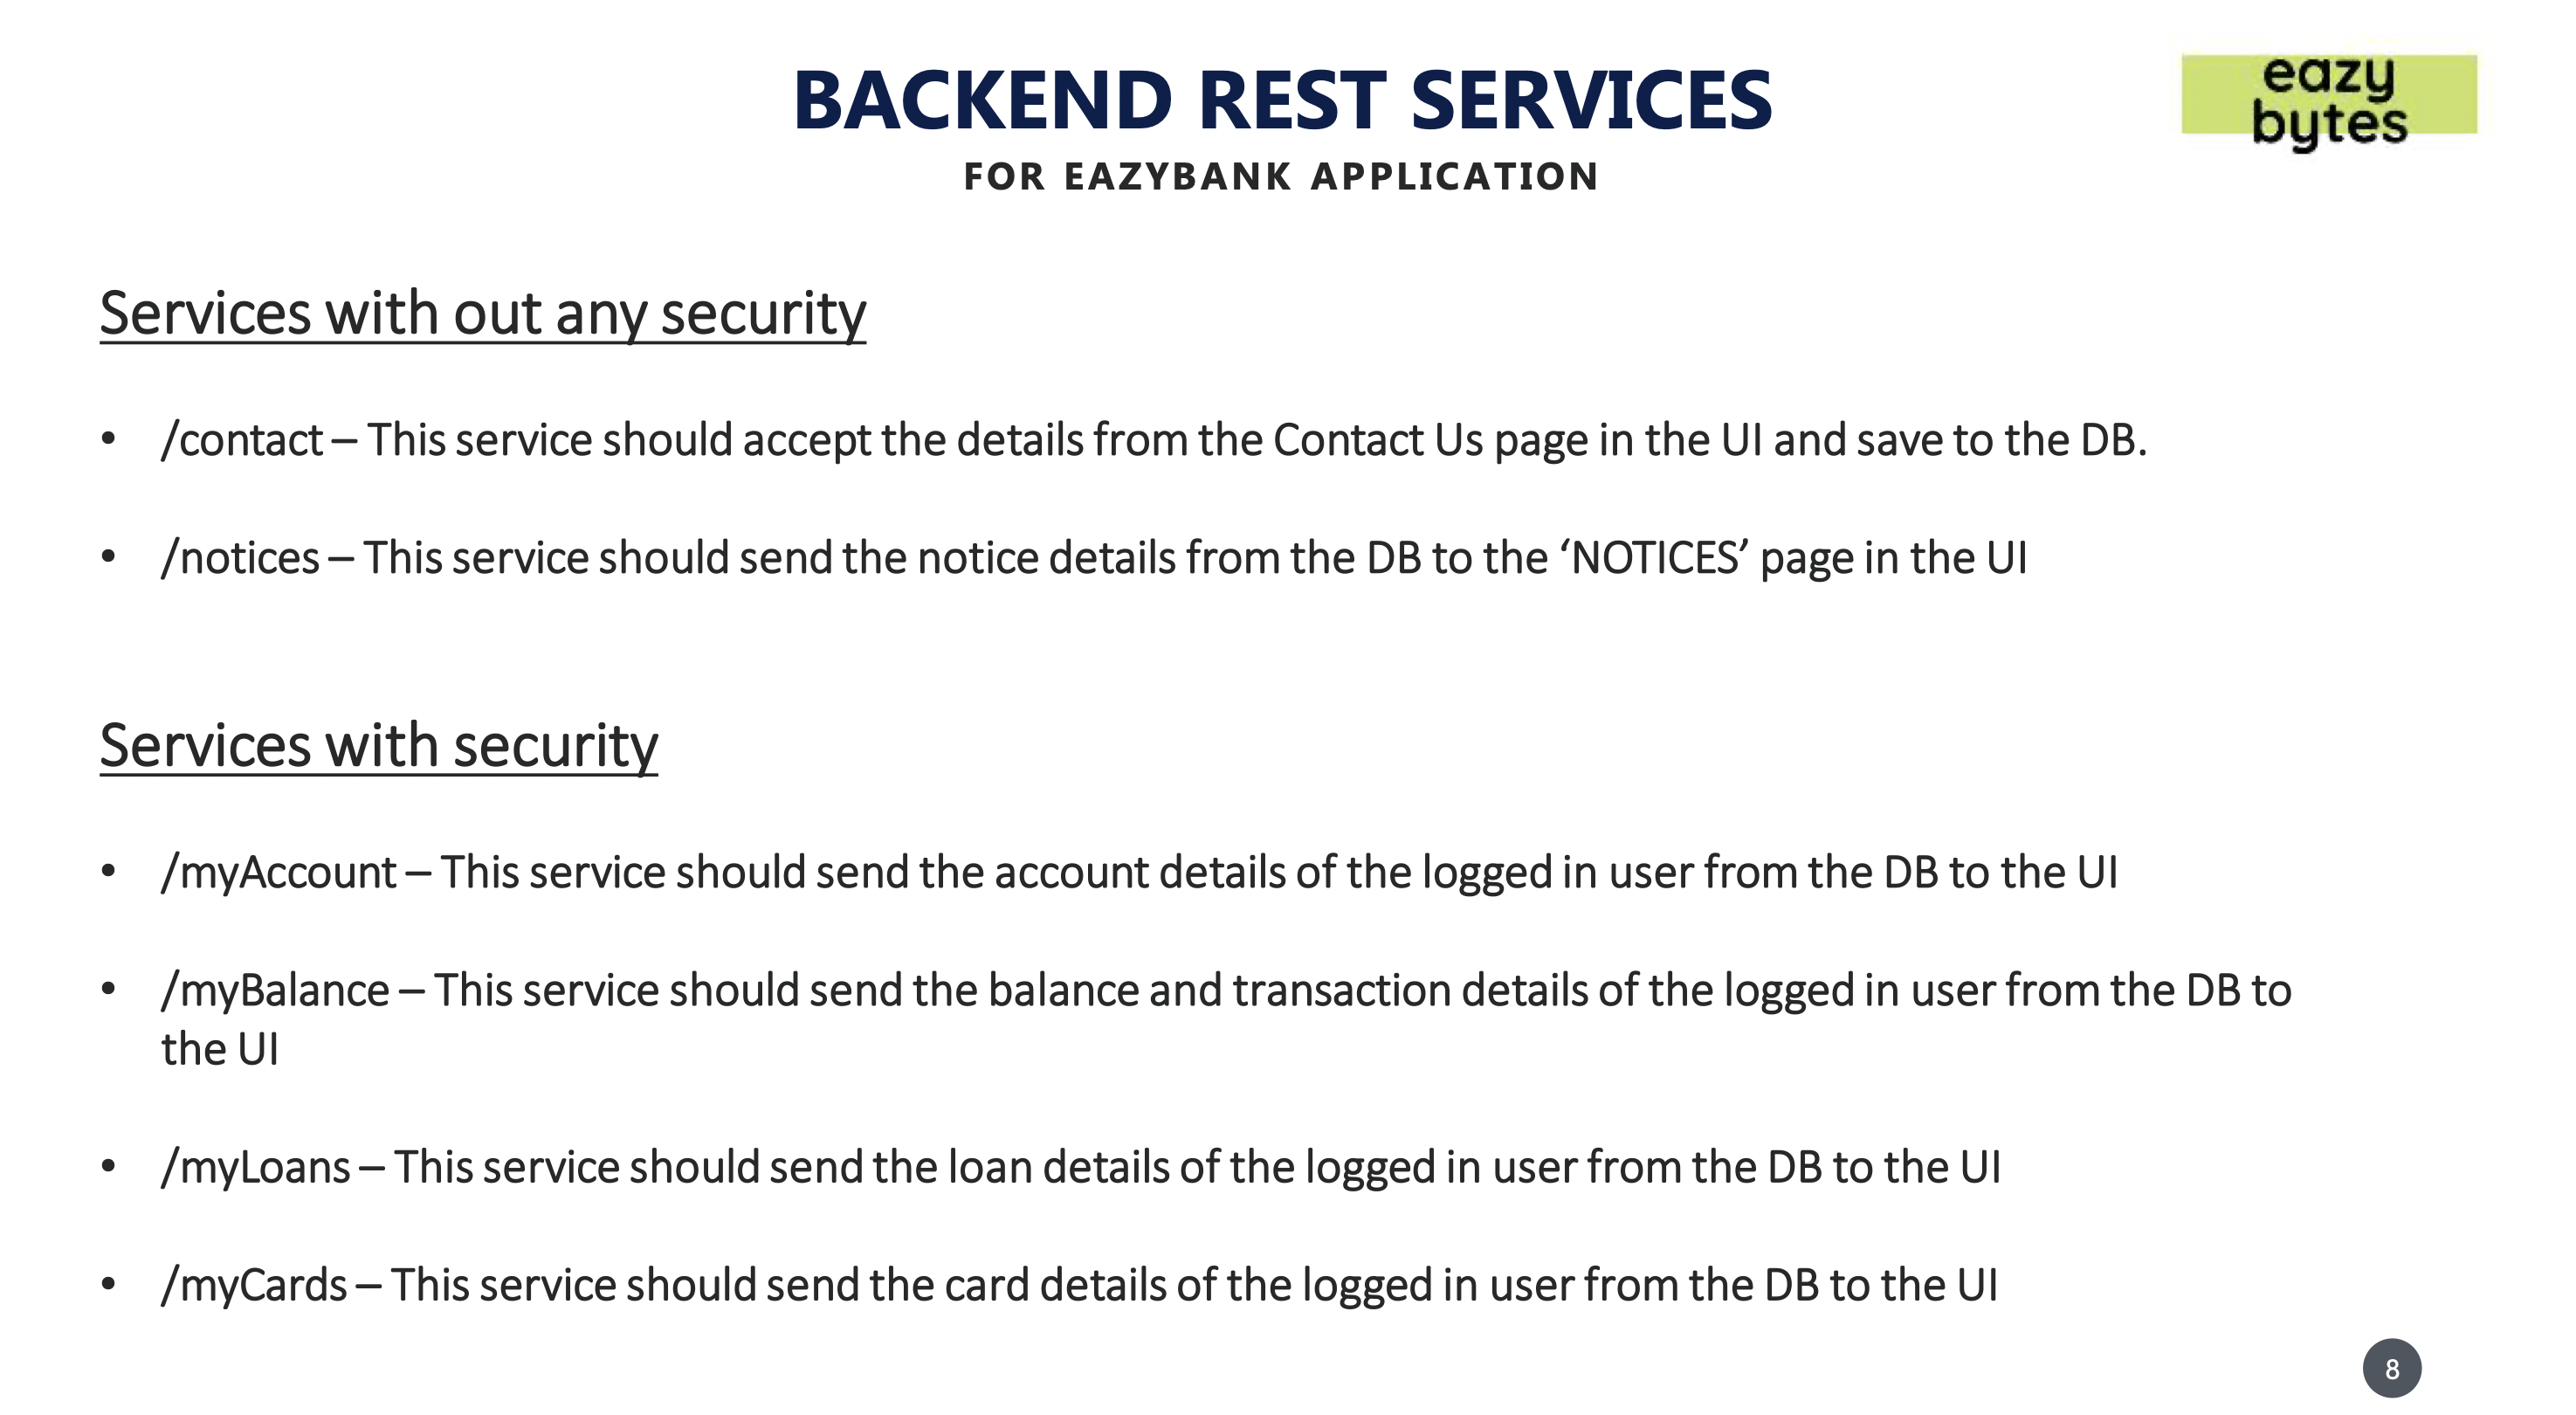 BACKEND REST SERVICES
eazy
bytes
FOR EAZYBANK APPLICATION
Services with out any security
• /contact – This service should accept the details from the Contact Us page in the UI and save to the DB.
• /notices – This service should send the notice details from the DB to the ‘NOTICES’ page in the UI
Services with security
• /myAccount – This service should send the account details of the logged in user from the DB to the UI
• /myBalance – This service should send the balance and transaction details of the logged in user from the DB to
the UI
• /myLoans – This service should send the loan details of the logged in user from the DB to the UI
• /myCards – This service should send the card details of the logged in user from the DB to the UI
8